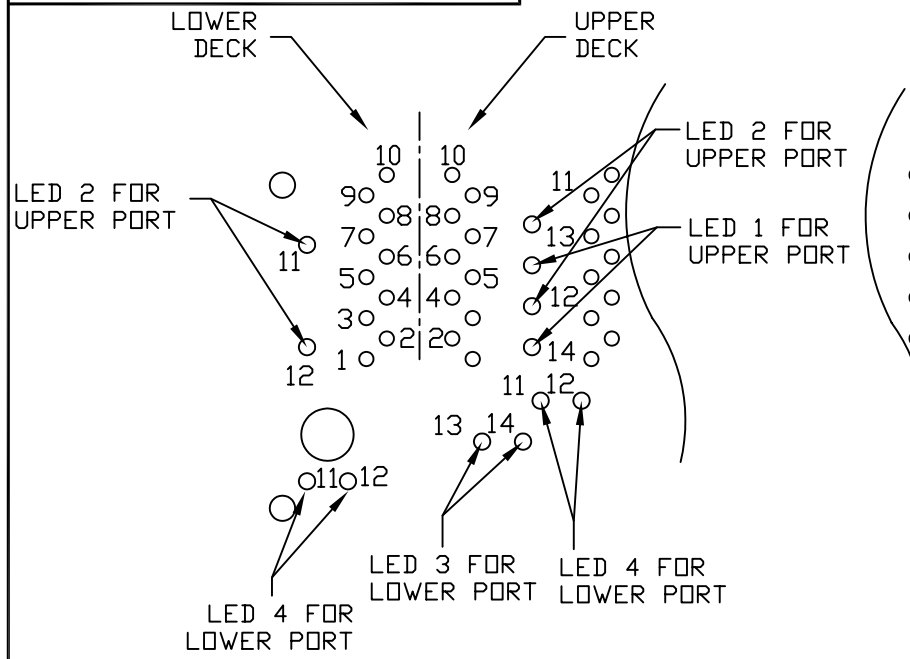 LOWER
DECK
UPPER
DECK
LED 2 FOR
UPPER PORT
10 10
11
LED 2 FOR
UPPER PORT
9 9
8 8
7 7
13
LED 1 FOR
UPPER PORT
11
6 6
5 5
4 4
12
3
2 2
1
14
12
11 12
13 14
11 12
LED 3 FOR
LOWER PORT
LED 4 FOR
LOWER PORT
LED 4 FOR
LOWER PORT